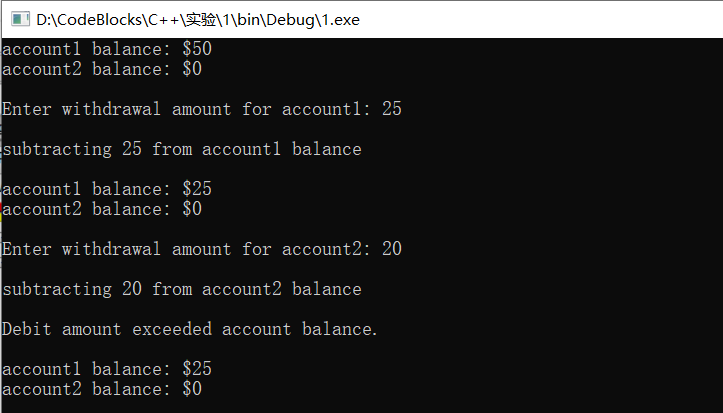 D:\CodeBlocks\C++\实验\1\bin\Debug\1.exe
account1 balance: $50
account2 balance: $0
Enter withdrawal amount for account1: 25
subtracting 25 from account1 balance
account1 balance: $25
account2 balance: $0
Enter withdrawal amount for account2: 20
subtracting 20 from account2 balance
Debit amount exceeded account balance.
account1 balance: $25
account2 balance: $0